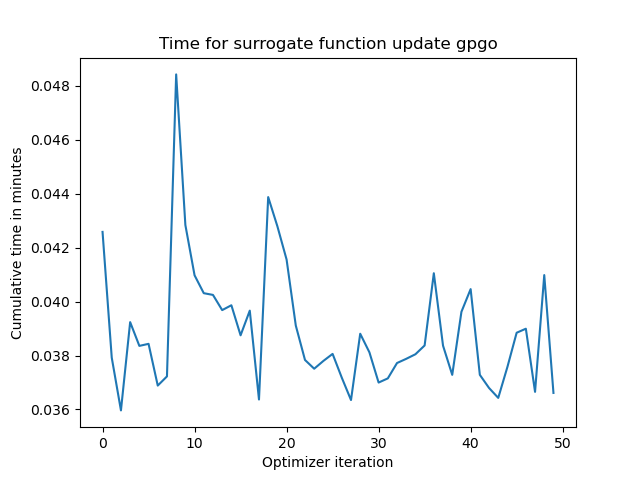 Time for surrogate function update gpgo
0.048
0.046
0.044
0.042
0.040
0.038
0.036
Cumulative time in minutes
0 10 20 30 40 50
Optimizer iteration